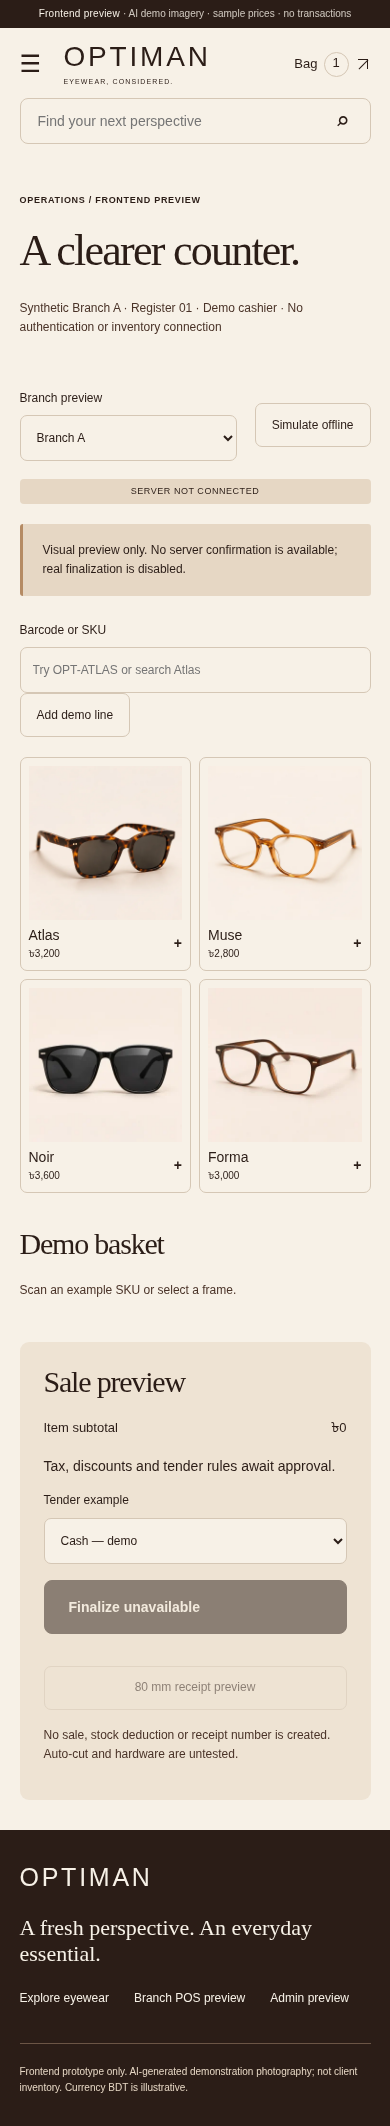 Frontend preview · AI demo imagery · sample prices · no transactions
OPTIMAN
EYEWEAR, CONSIDERED.
Bag 1
Find your next perspective
OPERATIONS / FRONTEND PREVIEW
A clearer counter.
Synthetic Branch A · Register 01 · Demo cashier · No
authentication or inventory connection
Branch preview
Branch A
Simulate offline
SERVER NOT CONNECTED
Visual preview only. No server confirmation is available;
real finalization is disabled.
Barcode or SKU
Try OPT-ATLAS or search Atlas
Add demo line
Atlas
৳3,200
+
Muse
৳2,800
+
Noir
৳3,600
+
Forma
৳3,000
+
Demo basket
Scan an example SKU or select a frame.
Sale preview
Item subtotal ৳0
Tax, discounts and tender rules await approval.
Tender example
Cash — demo
Finalize unavailable
80 mm receipt preview
No sale, stock deduction or receipt number is created.
Auto-cut and hardware are untested.
OPTIMAN
A fresh perspective. An everyday
essential.
Explore eyewear Branch POS preview Admin preview
Frontend prototype only. AI-generated demonstration photography; not client
inventory. Currency BDT is illustrative.